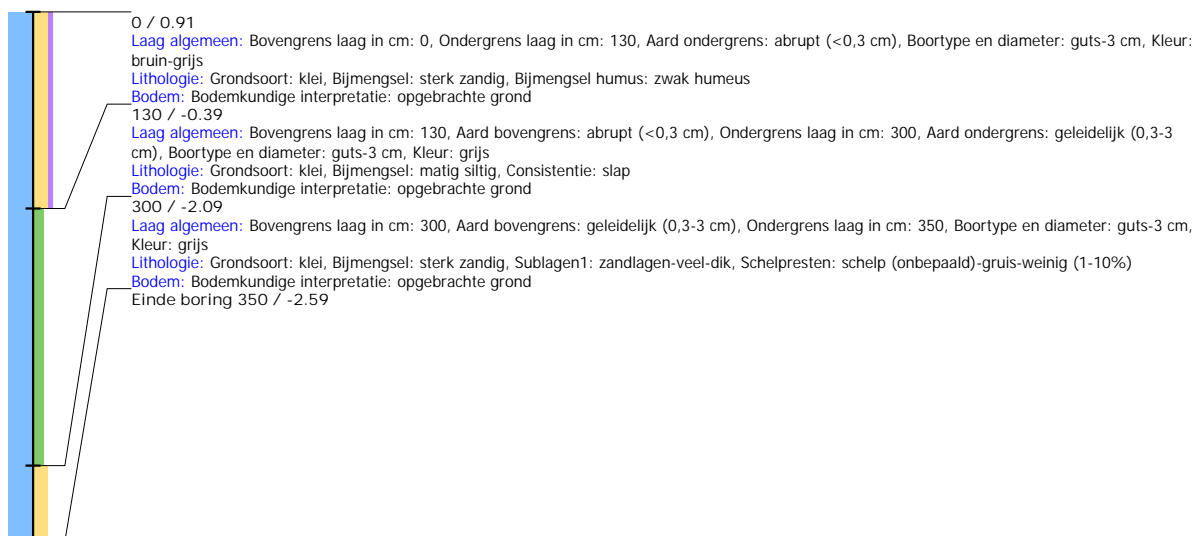 0 / 0.91
Laag algemeen: Bovengrens laag in cm: 0, Ondergrens laag in cm: 130, Aard ondergrens: abrupt (<0,3 cm), Boortype en diameter: guts-3 cm, Kleur:
bruin-grijs
Lithologie: Grondsoort: klei, Bijmengsel: sterk zandig, Bijmengsel humus: zwak humeus
Bodem: Bodemkundige interpretatie: opgebrachte grond
130 / -0.39
Laag algemeen: Bovengrens laag in cm: 130, Aard bovengrens: abrupt (<0,3 cm), Ondergrens laag in cm: 300, Aard ondergrens: geleidelijk (0,3-3
cm), Boortype en diameter: guts-3 cm, Kleur: grijs
Lithologie: Grondsoort: klei, Bijmengsel: matig siltig, Consistentie: slap
Bodem: Bodemkundige interpretatie: opgebrachte grond
300 / -2.09
Laag algemeen: Bovengrens laag in cm: 300, Aard bovengrens: geleidelijk (0,3-3 cm), Ondergrens laag in cm: 350, Boortype en diameter: guts-3 cm,
Kleur: grijs
Lithologie: Grondsoort: klei, Bijmengsel: sterk zandig, Sublagen1: zandlagen-veel-dik, Schelpresten: schelp (onbepaald)-gruis-weinig (1-10%)
Bodem: Bodemkundige interpretatie: opgebrachte grond
Einde boring 350 / -2.59